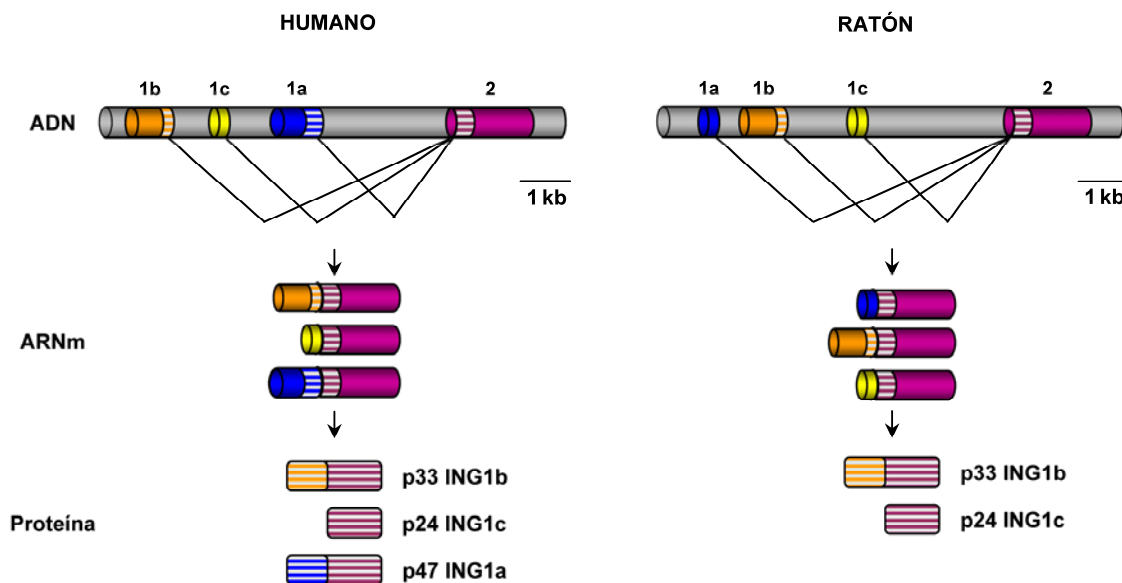 HUMANO
RATÓN
1b 1c 1a 2
1a 1b 1c 2
ADN
1 kb
1 kb
ARNm
p33 ING1b
p24 ING1c
p47 ING1a
p33 ING1b
p24 ING1c
Proteína